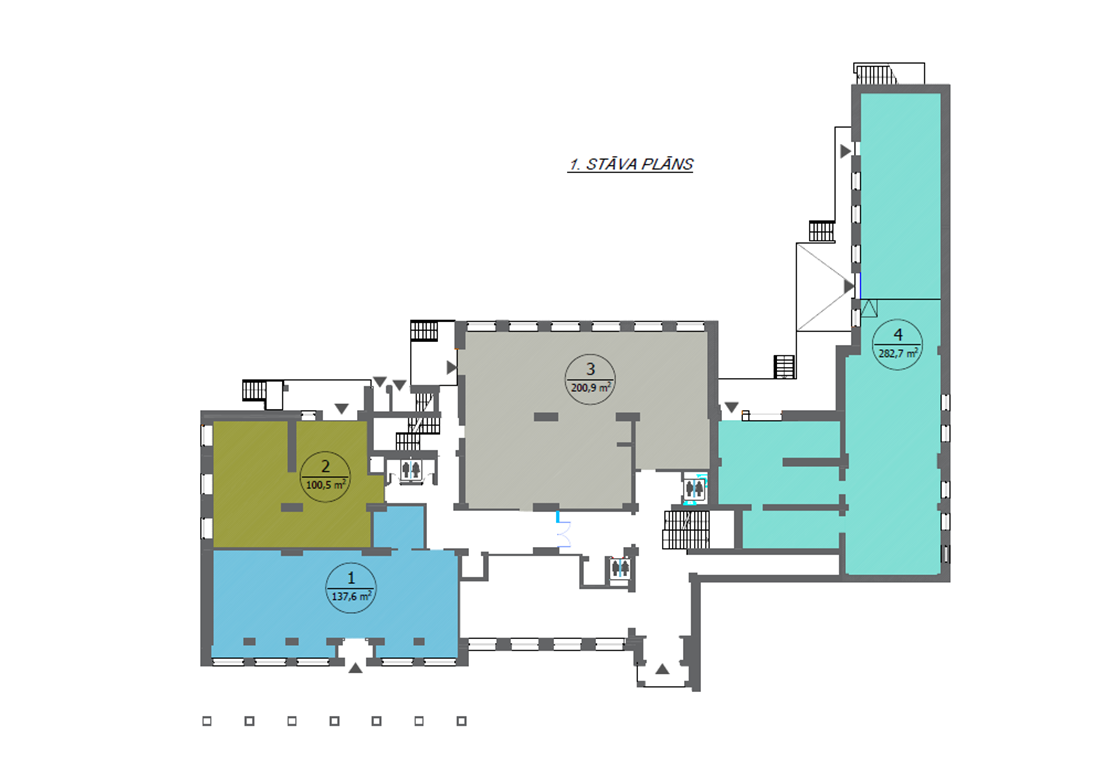 1. STĀVA PLĀNS
4
282,7 m²
3
200,9 m²
2
100,5 m²
1
137,6 m²